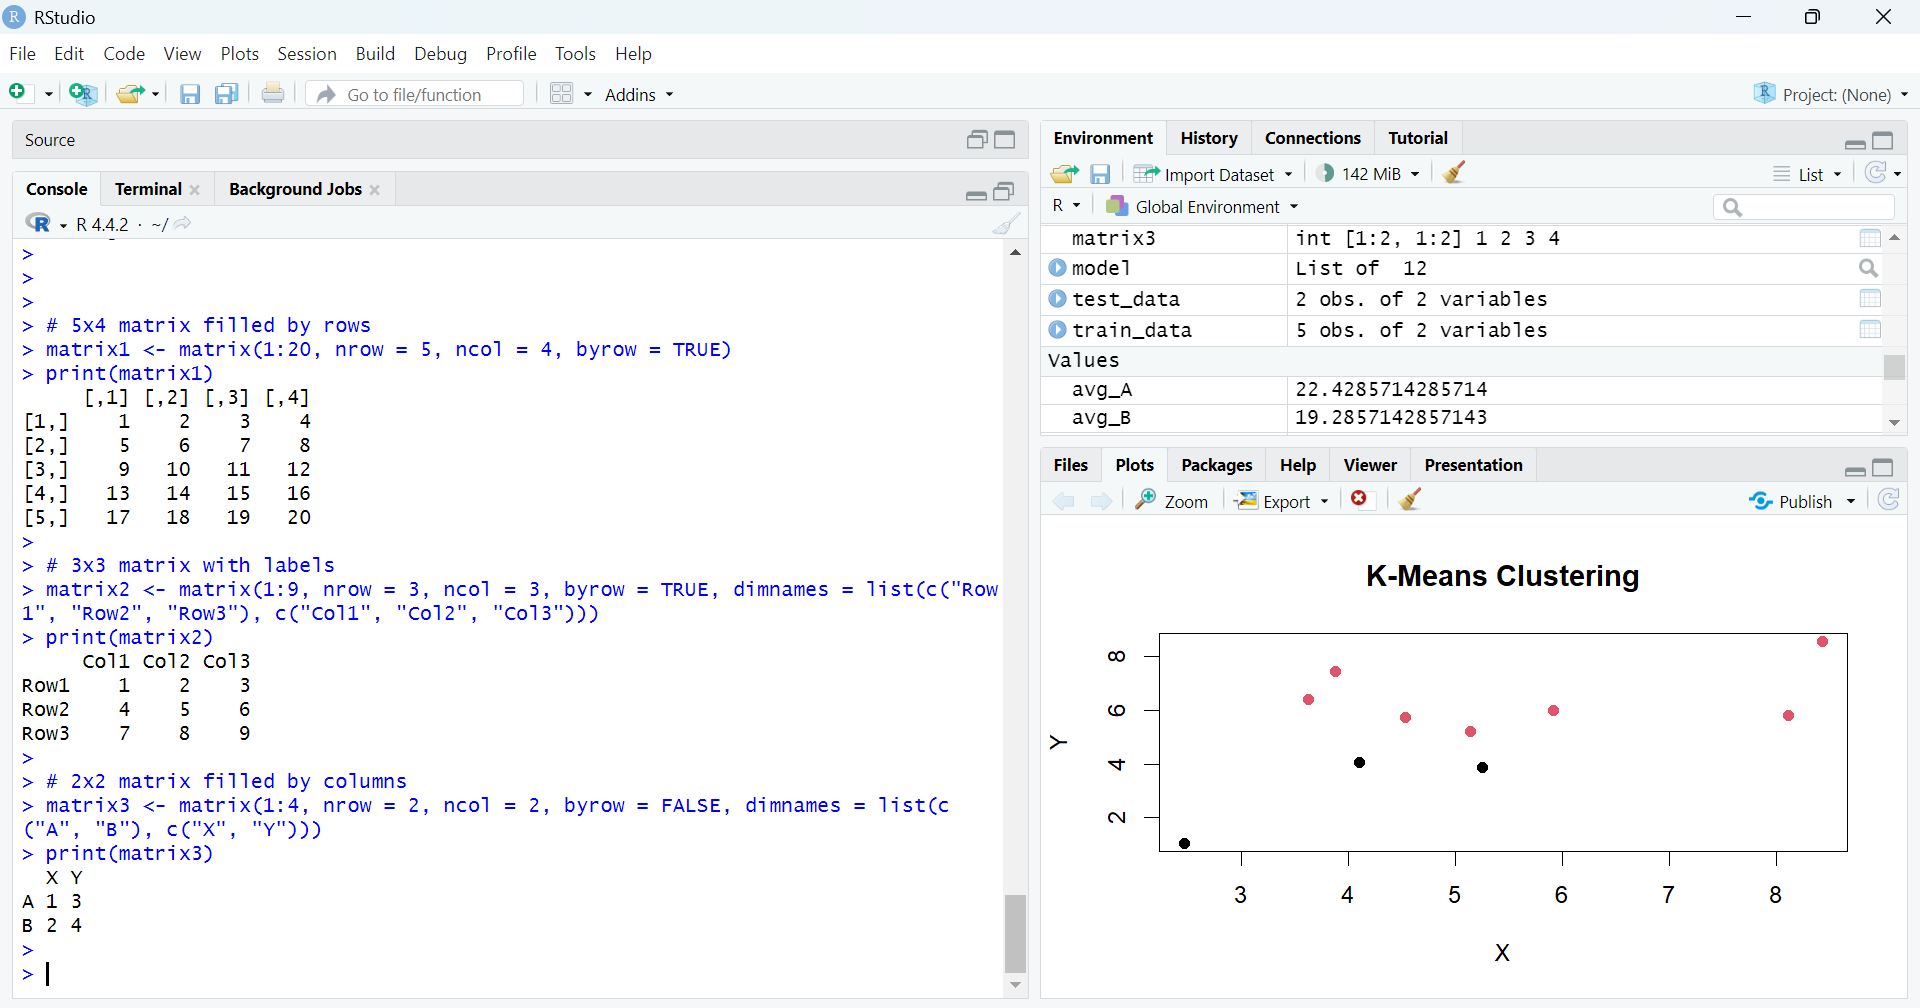 RStudio
File Edit Code View Plots Session Build Debug Profile Tools Help
Go to file/function Addins Project: (None)
Source
Console Terminal Background Jobs
R 4.4.2 · ~/
>
>
>
> # 5x4 matrix filled by rows
> matrix1 <- matrix(1:20, nrow = 5, ncol = 4, byrow = TRUE)
> print(matrix1)
[,1] [,2] [,3] [,4]
[1,] 1 2 3 4
[2,] 5 6 7 8
[3,] 9 10 11 12
[4,] 13 14 15 16
[5,] 17 18 19 20
>
> # 3x3 matrix with labels
> matrix2 <- matrix(1:9, nrow = 3, ncol = 3, byrow = TRUE, dimnames = list(c("Row
1", "Row2", "Row3"), c("Col1", "Col2", "Col3")))
> print(matrix2)
Col1 Col2 Col3
Row1 1 2 3
Row2 4 5 6
Row3 7 8 9
>
> # 2x2 matrix filled by columns
> matrix3 <- matrix(1:4, nrow = 2, ncol = 2, byrow = FALSE, dimnames = list(c
("A", "B"), c("X", "Y")))
> print(matrix3)
X Y
A 1 3
B 2 4
>
>
Environment History Connections Tutorial
Import Dataset 142 MiB List
R Global Environment
matrix3 int [1:2, 1:2] 1 2 3 4
model List of 12
test_data 2 obs. of 2 variables
train_data 5 obs. of 2 variables
Values
avg_A 22.4285714285714
avg_B 19.2857142857143
Files Plots Packages Help Viewer Presentation
Zoom Export Publish
K-Means Clustering
8
6
4
2
Y
3 4 5 6 7 8
X